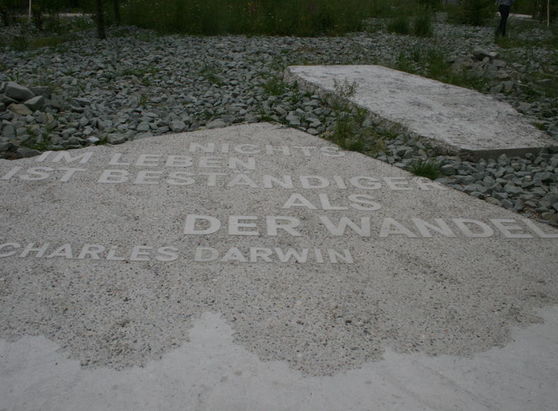 NICHTS
IM LEBEN
IST BESTÄNDIGER
ALS
DER WANDEL
CHARLES DARWIN